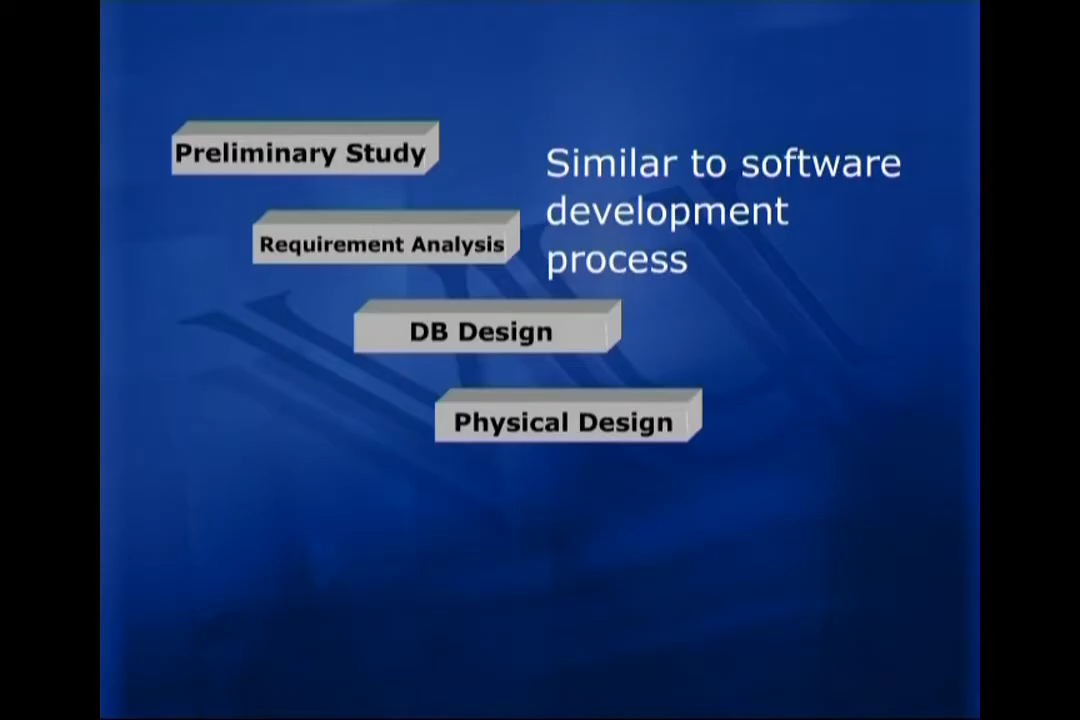 Preliminary Study
Similar to software
development
process
Requirement Analysis
DB Design
Physical Design